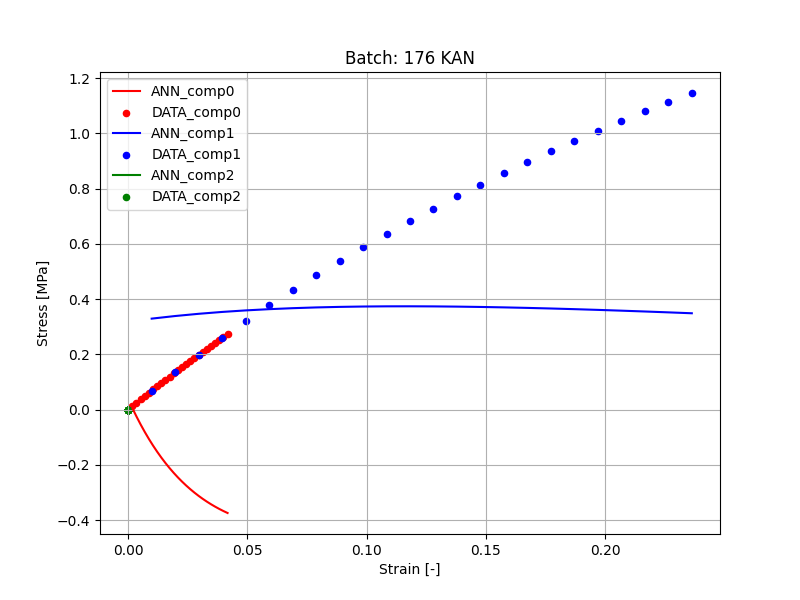 Batch: 176 KAN
ANN_comp0
DATA_comp0
ANN_comp1
DATA_comp1
ANN_comp2
DATA_comp2
1.2
1.0
0.8
0.6
0.4
0.2
0.0
−0.2
−0.4
Stress [MPa]
0.00 0.05 0.10 0.15 0.20
Strain [-]